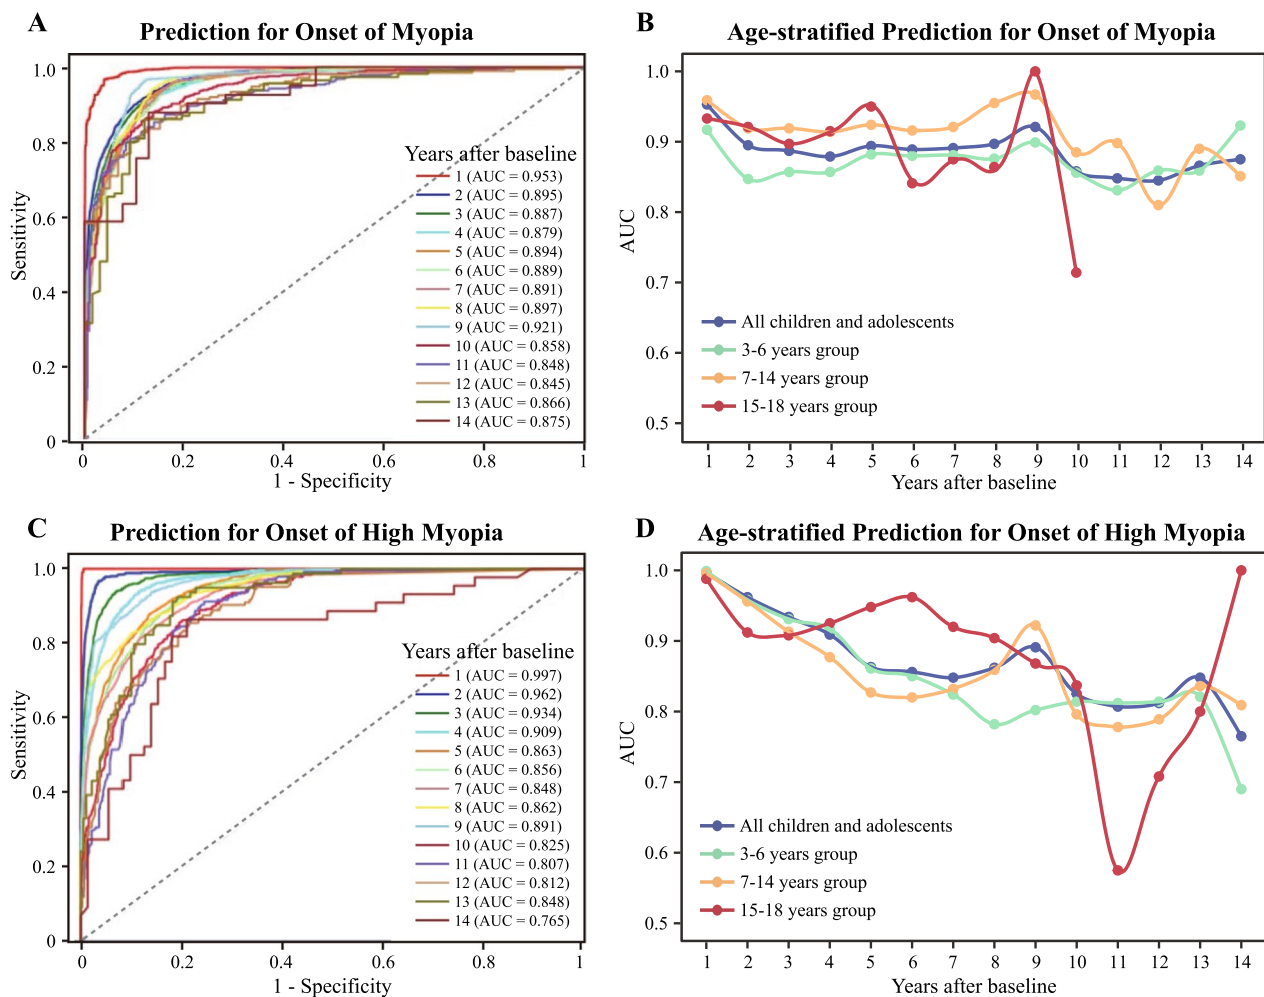 A
Prediction for Onset of Myopia
1.0
0.8
0.6
0.4
0.2
0
Sensitivity
0
0.2
0.4
0.6
0.8
1
1 - Specificity
Years after baseline
1 (AUC = 0.953)
2 (AUC = 0.895)
3 (AUC = 0.887)
4 (AUC = 0.879)
5 (AUC = 0.894)
6 (AUC = 0.889)
7 (AUC = 0.891)
8 (AUC = 0.897)
9 (AUC = 0.921)
10 (AUC = 0.858)
11 (AUC = 0.848)
12 (AUC = 0.845)
13 (AUC = 0.866)
14 (AUC = 0.875)
B
Age-stratified Prediction for Onset of Myopia
1.0
0.9
0.8
0.7
0.6
0.5
AUC
All children and adolescents
3-6 years group
7-14 years group
15-18 years group
1 2 3 4 5 6 7 8 9 10 11 12 13 14
Years after baseline
C
Prediction for Onset of High Myopia
1.0
0.8
0.6
0.4
0.2
0
Sensitivity
0
0.2
0.4
0.6
0.8
1
1 - Specificity
Years after baseline
1 (AUC = 0.997)
2 (AUC = 0.962)
3 (AUC = 0.934)
4 (AUC = 0.909)
5 (AUC = 0.863)
6 (AUC = 0.856)
7 (AUC = 0.848)
8 (AUC = 0.862)
9 (AUC = 0.891)
10 (AUC = 0.825)
11 (AUC = 0.807)
12 (AUC = 0.812)
13 (AUC = 0.848)
14 (AUC = 0.765)
D
Age-stratified Prediction for Onset of High Myopia
1.0
0.9
0.8
0.7
0.6
0.5
AUC
All children and adolescents
3-6 years group
7-14 years group
15-18 years group
1 2 3 4 5 6 7 8 9 10 11 12 13 14
Years after baseline